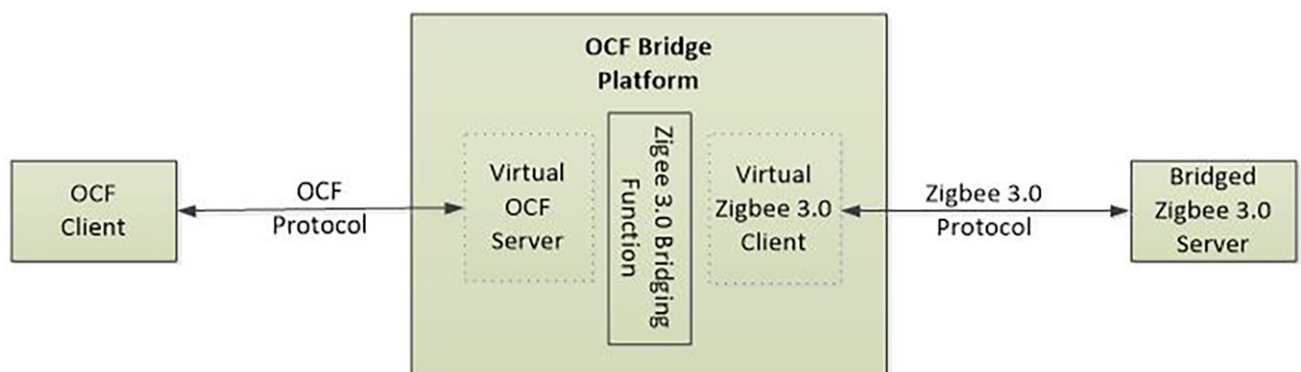 OCF Bridge
Platform
OCF
Client
OCF
Protocol
Virtual
OCF
Server
Zigee 3.0 Bridging
Function
Virtual
Zigbee 3.0
Client
Zigbee 3.0
Protocol
Bridged
Zigbee 3.0
Server